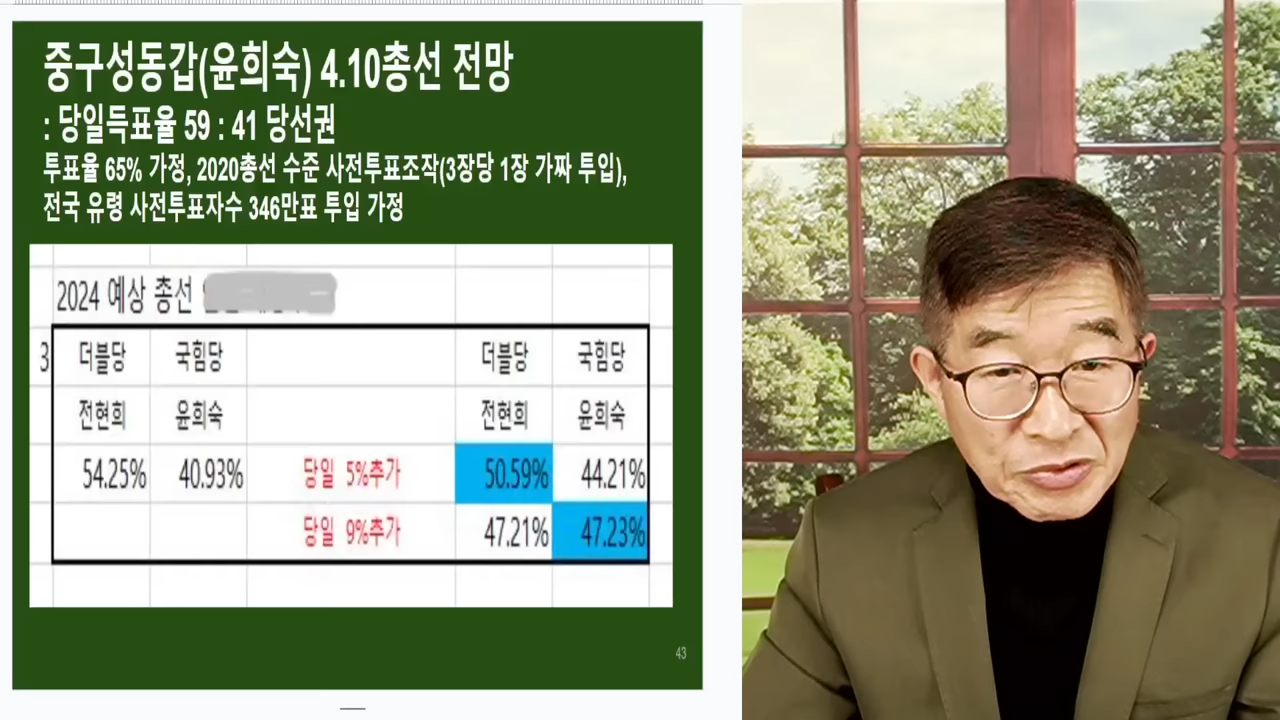 중구성동갑(윤희숙) 4.10총선 전망
: 당일득표율 59 : 41 당선권
투표율 65% 가정, 2020총선 수준 사전투표조작(3장당 1장 가짜 투입),
전국 유령 사전투표자수 346만표 투입 가정
2024 예상 총선
3 더블당 국힘당 더블당 국힘당
전현희 윤희숙 전현희 윤희숙
54.25% 40.93% 당일 5%추가 50.59% 44.21%
당일 9%추가 47.21% 47.23%
43